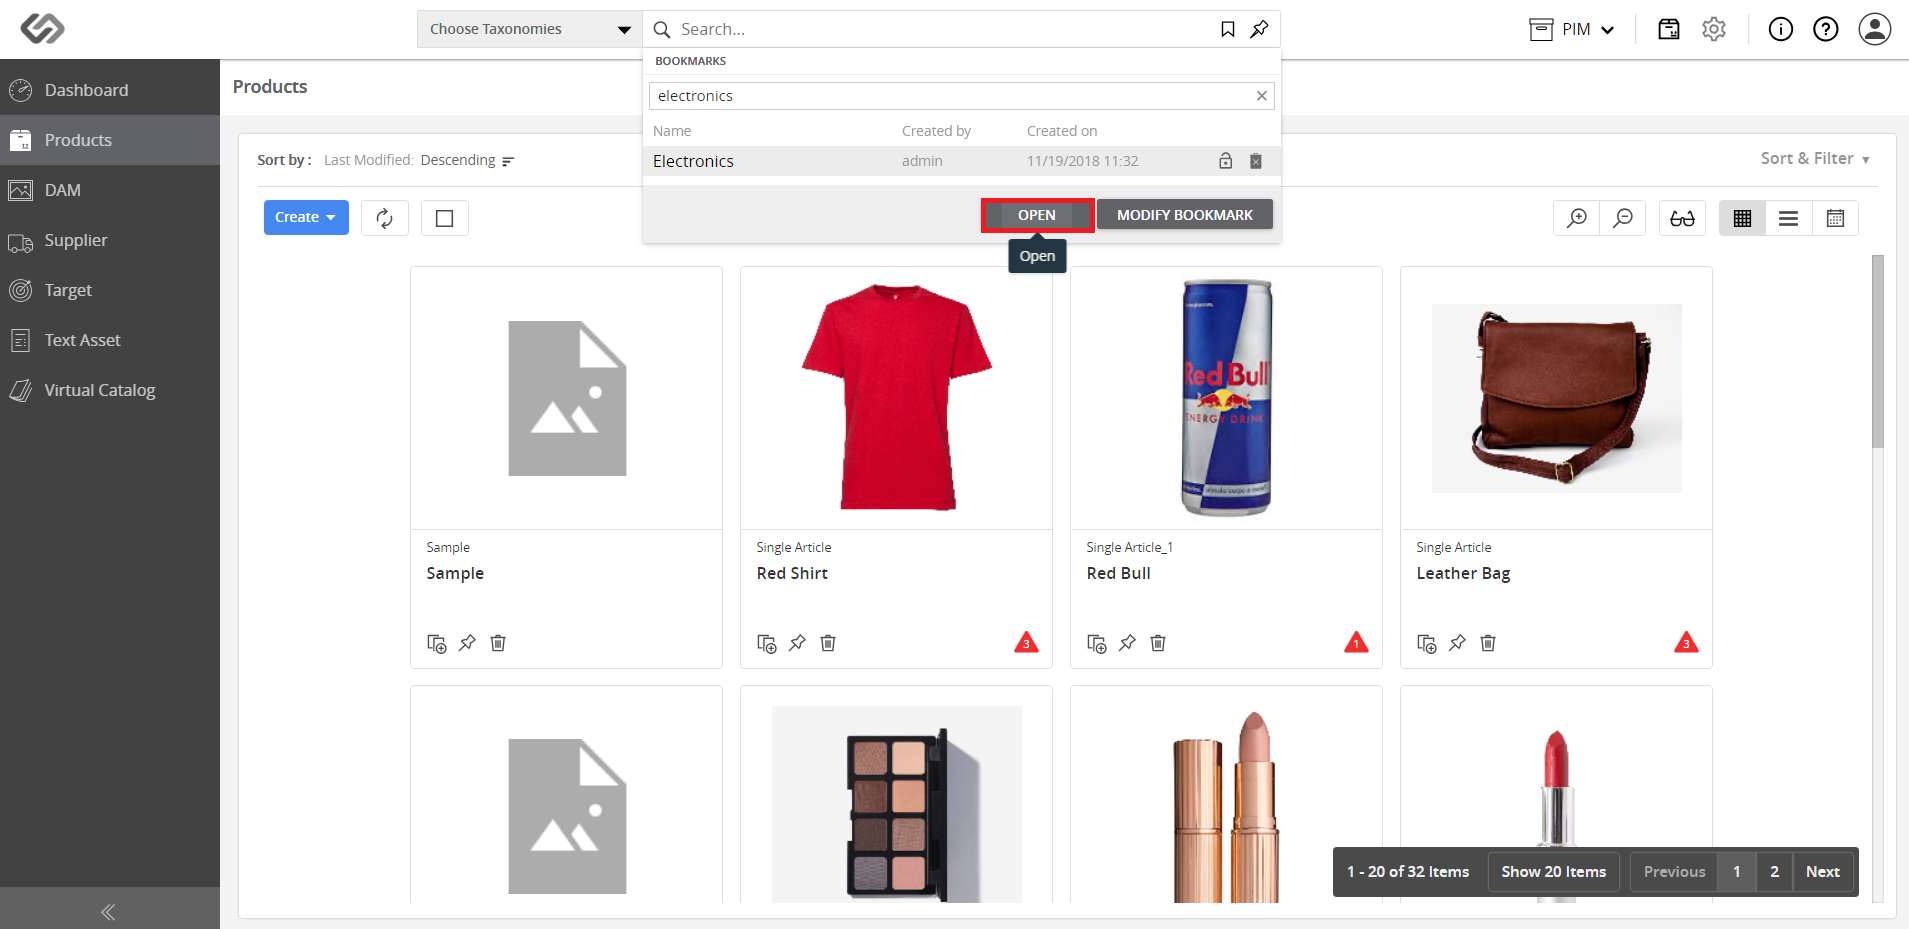 Choose Taxonomies
Search...
PIM
BOOKMARKS
electronics
Name Created by Created on
Electronics admin 11/19/2018 11:32
OPEN MODIFY BOOKMARK
Open
Dashboard
Products
DAM
Supplier
Target
Text Asset
Virtual Catalog
Products
Sort by : Last Modified: Descending
Sort & Filter
Create
Red Bull
ENERGY DRINK
Sample
Sample
Single Article
Red Shirt
3
Single Article_1
Red Bull
1
Single Article
Leather Bag
3
1 - 20 of 32 Items Show 20 Items Previous 1 2 Next